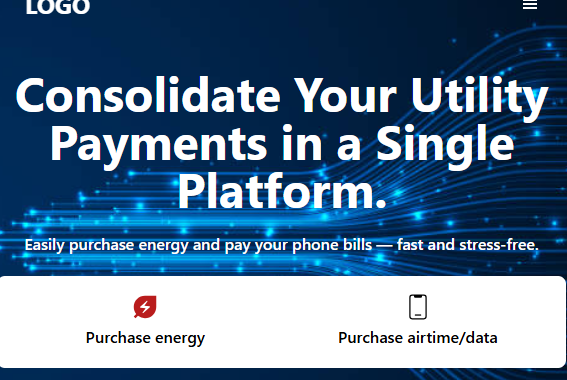 LOGO
Consolidate Your Utility
Payments in a Single
Platform.
Easily purchase energy and pay your phone bills — fast and stress-free.
Purchase energy
Purchase airtime/data